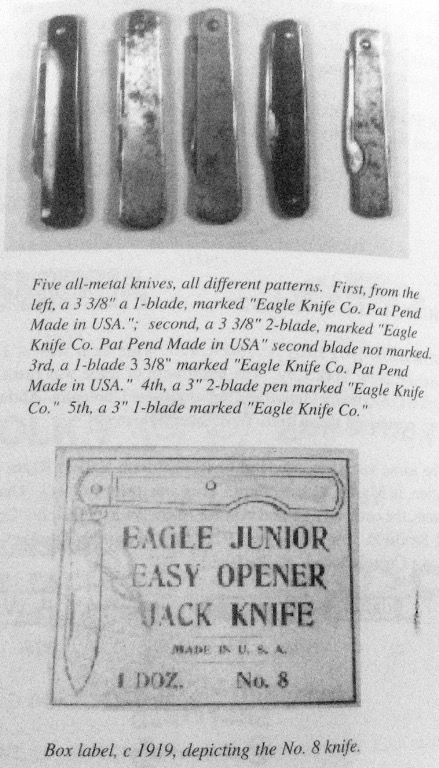 Five all-metal knives, all different patterns. First, from the
left, a 3 3/8" a 1-blade, marked "Eagle Knife Co. Pat Pend
Made in USA."; second, a 3 3/8" 2-blade, marked "Eagle
Knife Co. Pat Pend Made in USA" second blade not marked.
3rd, a 1-blade 3 3/8" marked "Eagle Knife Co. Pat Pend
Made in USA." 4th, a 3" 2-blade pen marked "Eagle Knife
Co." 5th, a 3" 1-blade marked "Eagle Knife Co."
EAGLE JUNIOR
EASY OPENER
JACK KNIFE
MADE IN U. S. A.
1 DOZ. No. 8
Box label, c 1919, depicting the No. 8 knife.